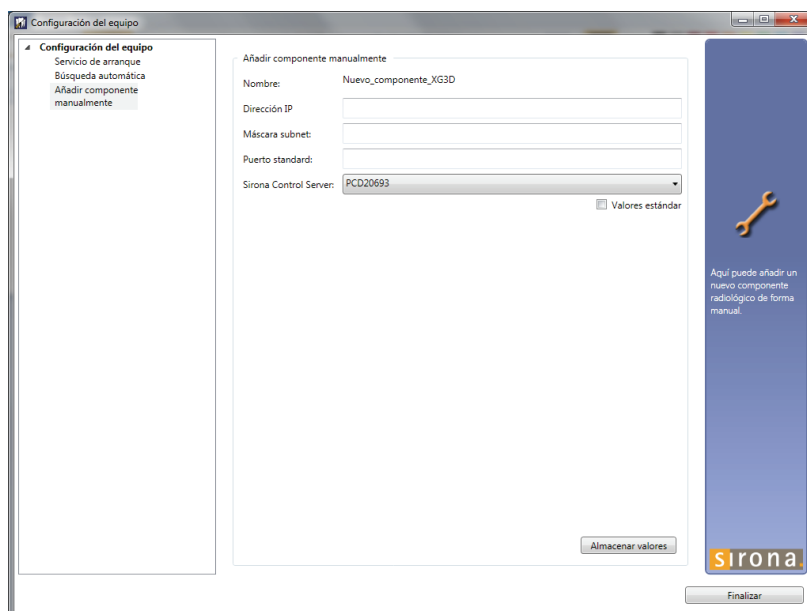 Configuración del equipo
Configuración del equipo
Servicio de arranque
Búsqueda automática
Añadir componente
manualmente
Añadir componente manualmente
Nombre: Nuevo_componente_XG3D
Dirección IP
Máscara subnet:
Puerto standard:
Sirona Control Server: PCD20693
Valores estándar
Almacenar valores
Aquí puede añadir un
nuevo componente
radiológico de forma
manual.
sirona.
Finalizar